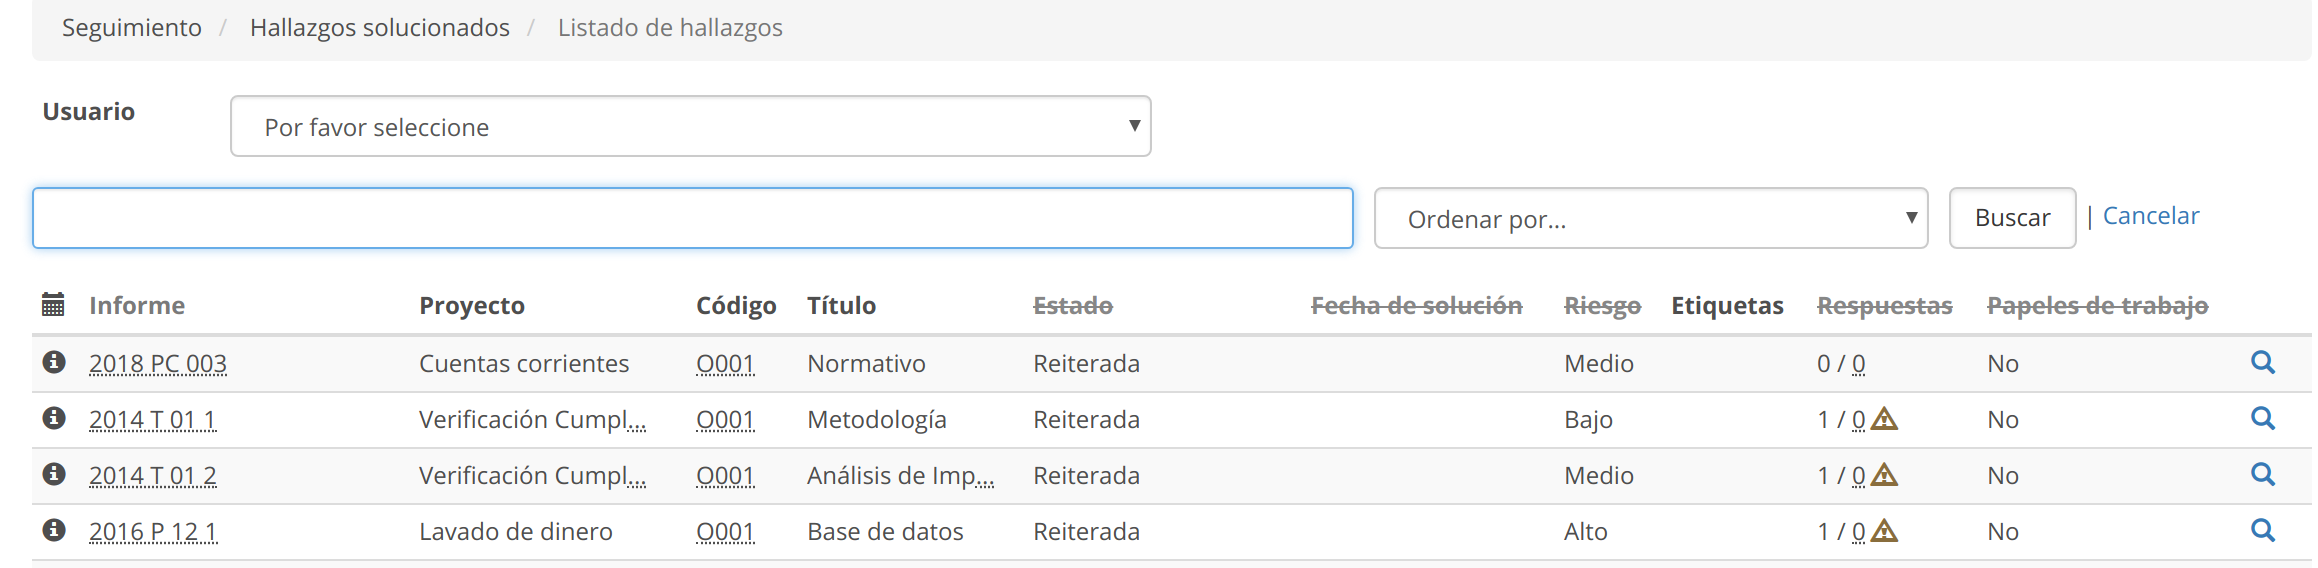 Seguimiento / Hallazgos solucionados / Listado de hallazgos
Usuario Por favor seleccione
Ordenar por... Buscar | Cancelar
Informe Proyecto Código Título Estado Fecha de solución Riesgo Etiquetas Respuestas Papeles de trabajo
2018 PC 003 Cuentas corrientes O001 Normativo Reiterada Medio 0 / 0 No
2014 T 01 1 Verificación Cumpl... O001 Metodología Reiterada Bajo 1 / 0 No
2014 T 01 2 Verificación Cumpl... O001 Análisis de Imp... Reiterada Medio 1 / 0 No
2016 P 12 1 Lavado de dinero O001 Base de datos Reiterada Alto 1 / 0 No